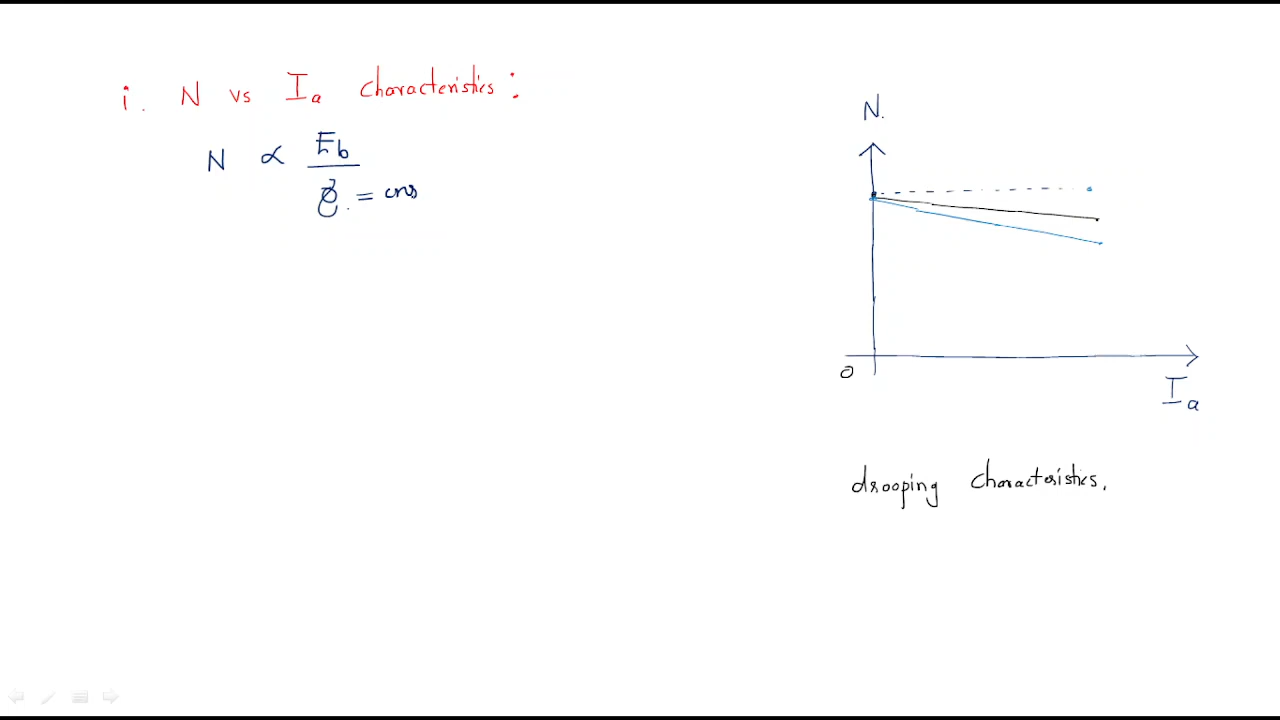 i. N vs Ia characteristics :
N ∝ Eb
= cns
N.
0
Ia
drooping characteristics.